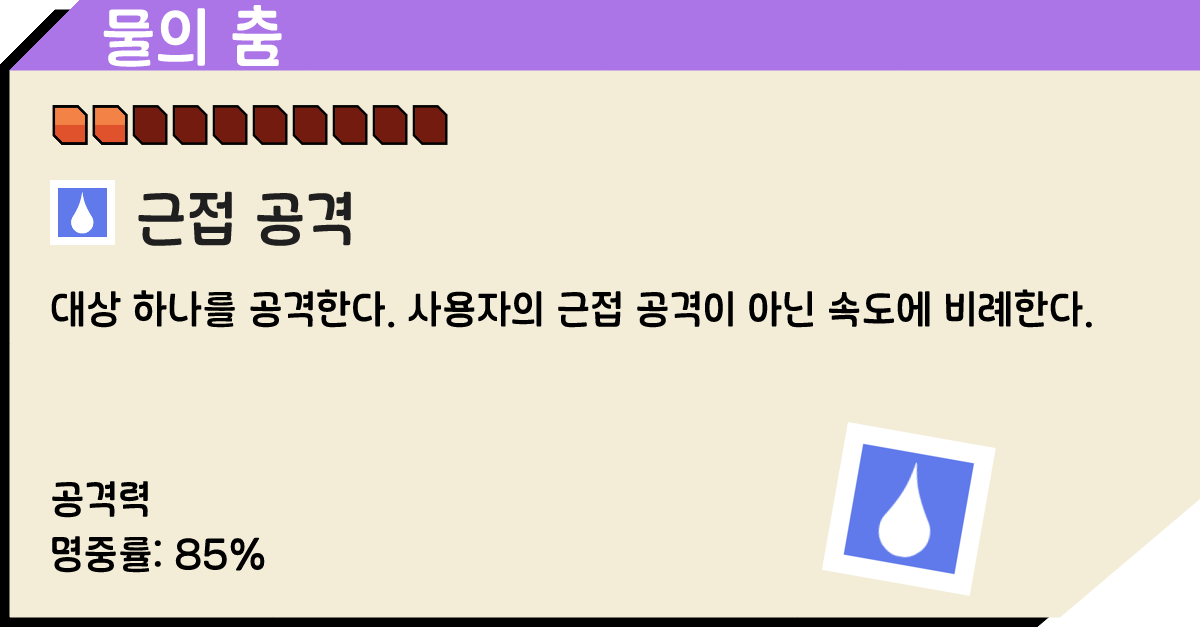 물의 춤
근접 공격
대상 하나를 공격한다. 사용자의 근접 공격이 아닌 속도에 비례한다.
공격력
명중률: 85%